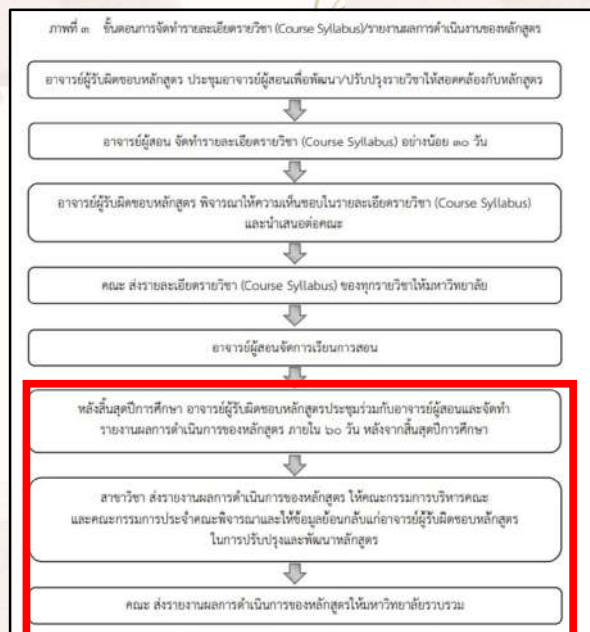 ภาพที่ ๓ ขั้นตอนการจัดทำรายละเอียดรายวิชา (Course Syllabus)/รายงานผลการดำเนินงานของหลักสูตร
อาจารย์ผู้รับผิดชอบหลักสูตร ประชุมอาจารย์ผู้สอนเพื่อพัฒนา/ปรับปรุงรายวิชาให้สอดคล้องกับหลักสูตร
อาจารย์ผู้สอน จัดทำรายละเอียดรายวิชา (Course Syllabus) อย่างน้อย ๓๐ วัน
อาจารย์ผู้รับผิดชอบหลักสูตร พิจารณาให้ความเห็นชอบในรายละเอียดรายวิชา (Course Syllabus)
และนำเสนอต่อคณะ
คณะ ส่งรายละเอียดรายวิชา (Course Syllabus) ของทุกรายวิชาให้มหาวิทยาลัย
อาจารย์ผู้สอนจัดการเรียนการสอน
หลังสิ้นสุดปีการศึกษา อาจารย์ผู้รับผิดชอบหลักสูตรประชุมร่วมกับอาจารย์ผู้สอนและจัดทำ
รายงานผลการดำเนินการของหลักสูตร ภายใน ๖๐ วัน หลังจากสิ้นสุดปีการศึกษา
สาขาวิชา ส่งรายงานผลการดำเนินการของหลักสูตร ให้คณะกรรมการบริหารคณะ
และคณะกรรมการประจำคณะพิจารณาและให้ข้อมูลย้อนกลับแก่อาจารย์ผู้รับผิดชอบหลักสูตร
ในการปรับปรุงและพัฒนาหลักสูตร
คณะ ส่งรายงานผลการดำเนินการของหลักสูตรให้มหาวิทยาลัยรวบรวม